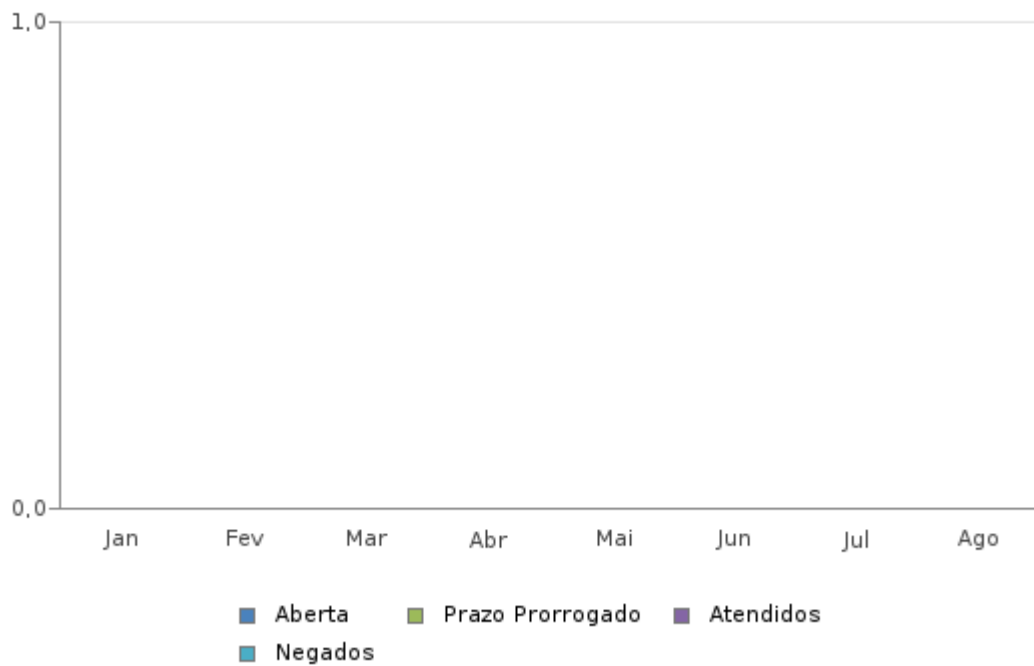 1,0
0,0
Jan Fev Mar Abr Mai Jun Jul Ago
Aberta Prazo Prorrogado Atendidos
Negados